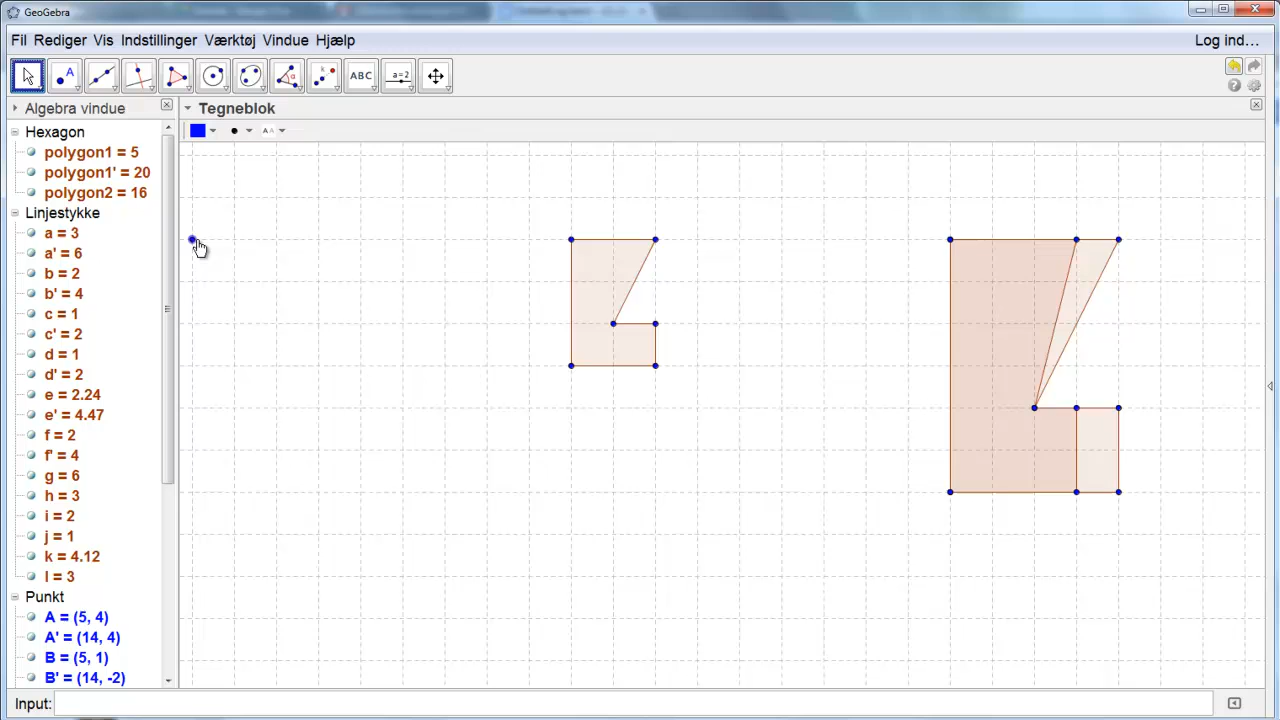 GeoGebra
Fil Rediger Vis Indstillinger Værktøj Vindue Hjælp Log ind...
A ABC a=2
Algebra vindue Tegneblok
Hexagon
polygon1 = 5
polygon1' = 20
polygon2 = 16
Linjestykke
a = 3
a' = 6
b = 2
b' = 4
c = 1
c' = 2
d = 1
d' = 2
e = 2.24
e' = 4.47
f = 2
f' = 4
g = 6
h = 3
i = 2
j = 1
k = 4.12
l = 3
Punkt
A = (5, 4)
A' = (14, 4)
B = (5, 1)
B' = (14, -2)
Input: